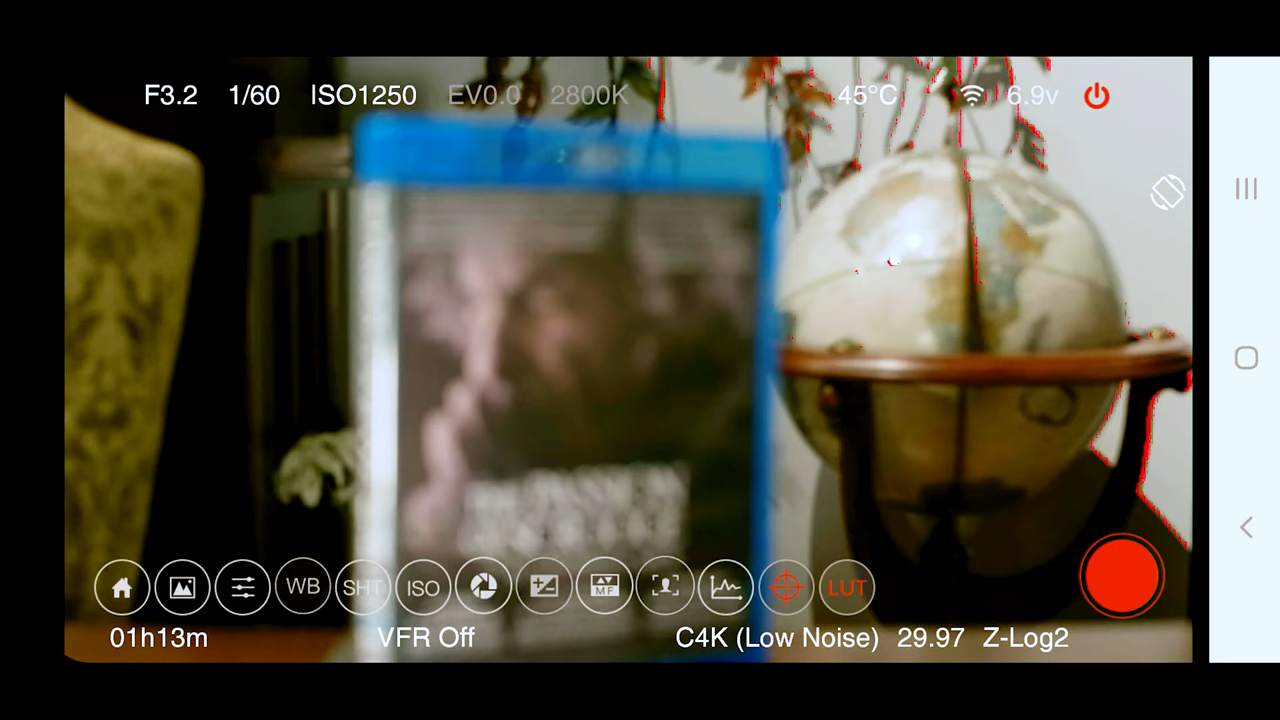 F3.2 1/60 ISO1250 EV0.0 2800K 45°C 6.9v
WB SHT ISO MF LUT
01h13m VFR Off C4K (Low Noise) 29.97 Z-Log2